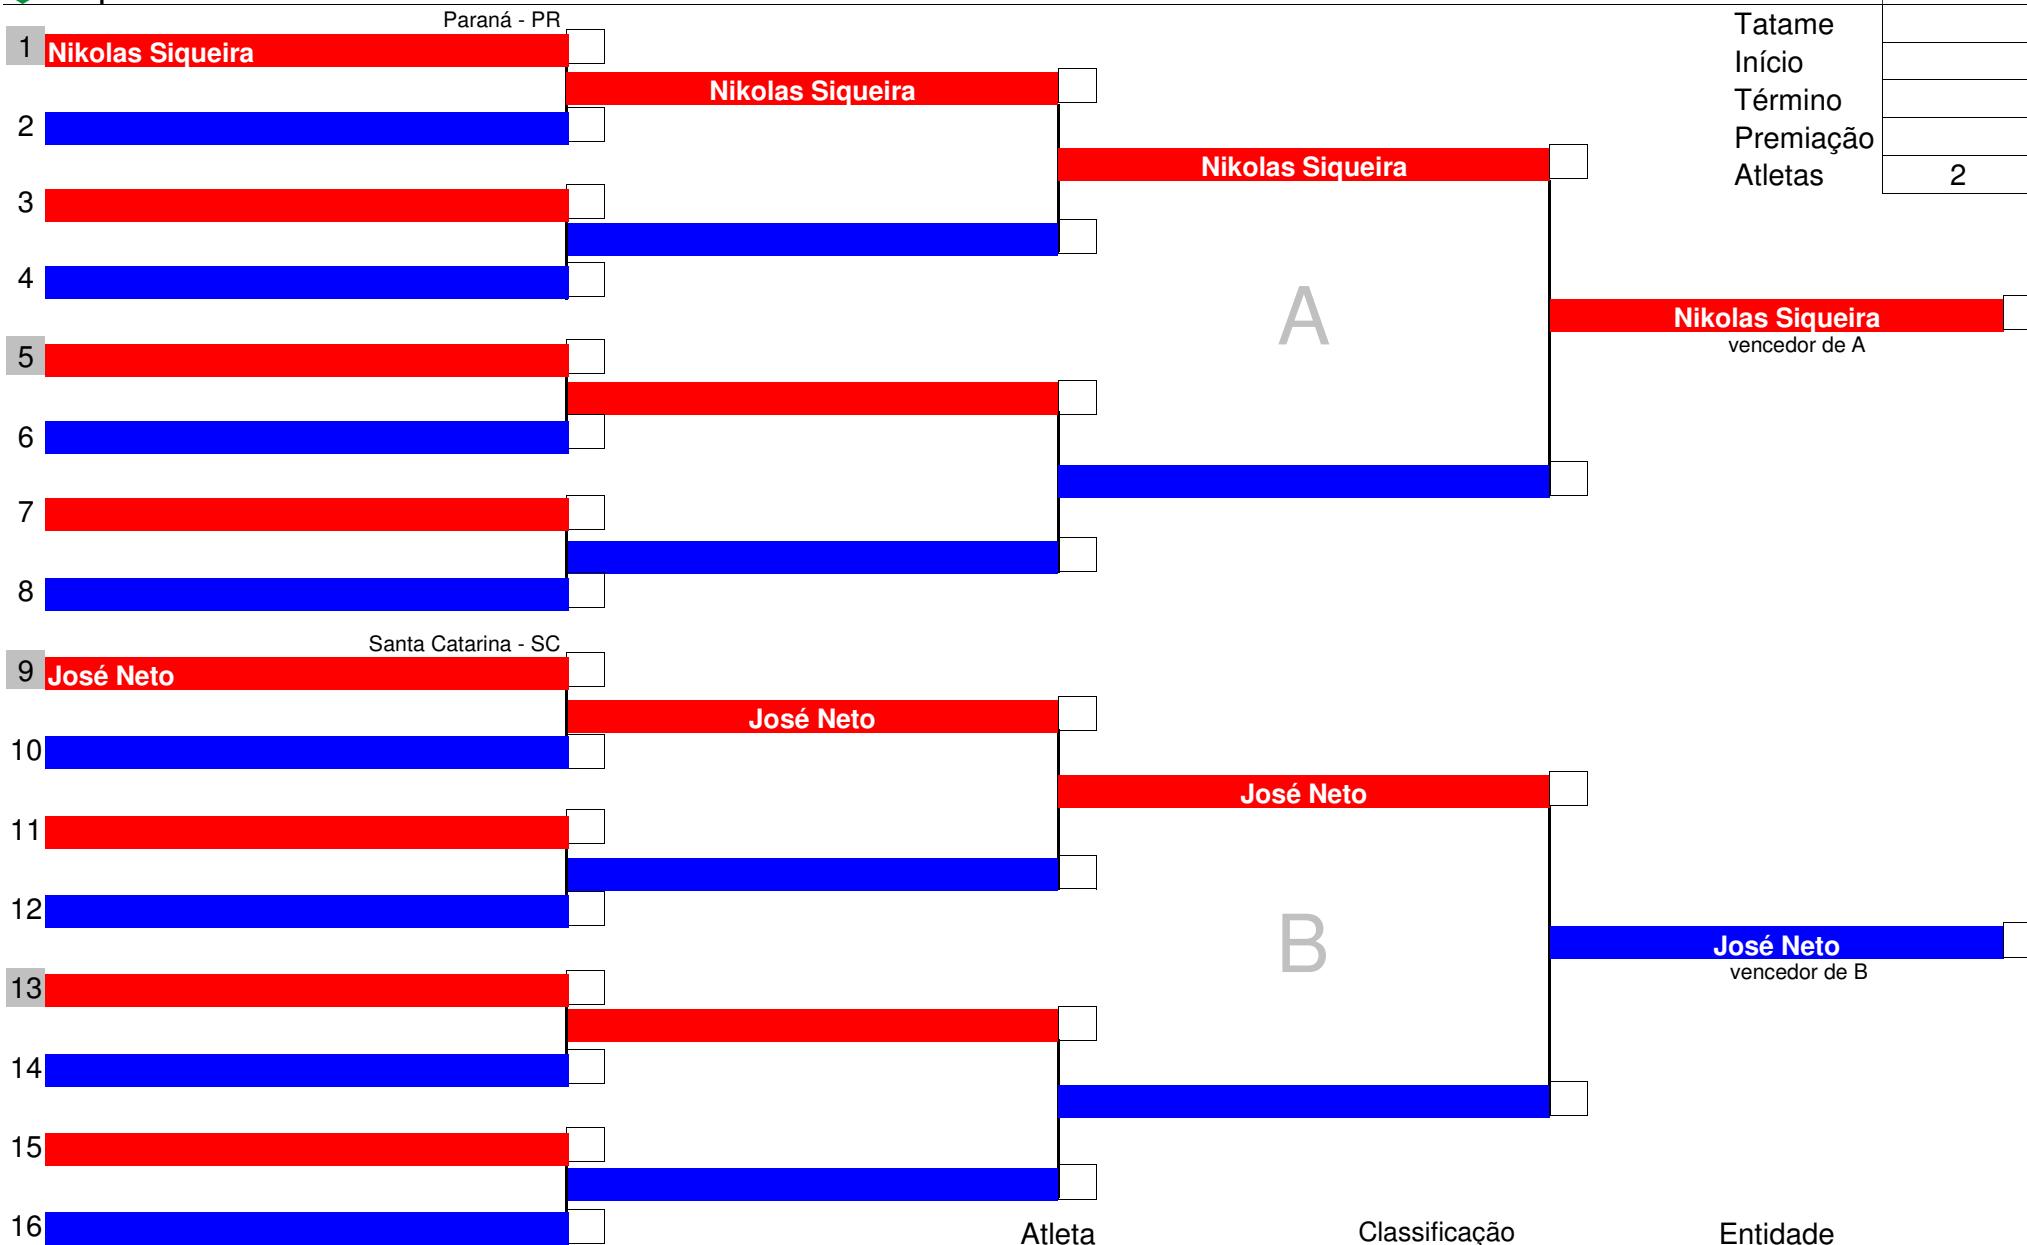 Paraná - PR
Tatame
1 Nikolas Siqueira
Início
Nikolas Siqueira
Término
2
Premiação
Nikolas Siqueira
Atletas 2
3
4
A
Nikolas Siqueira
vencedor de A
5
6
7
8
Santa Catarina - SC
9 José Neto
José Neto
10
José Neto
11
12
B
José Neto
vencedor de B
13
14
15
16
Atleta Classificação Entidade